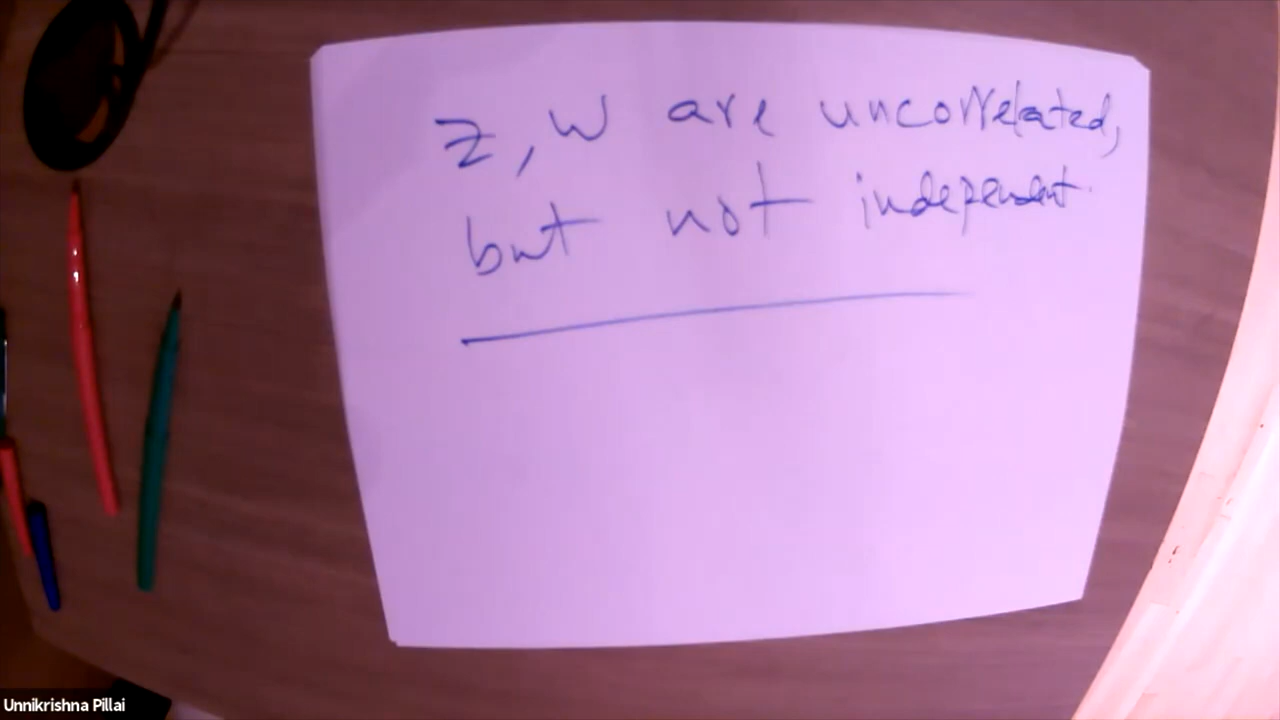 z, w are uncorrelated,
but not independent.
Unnikrishna Pillai